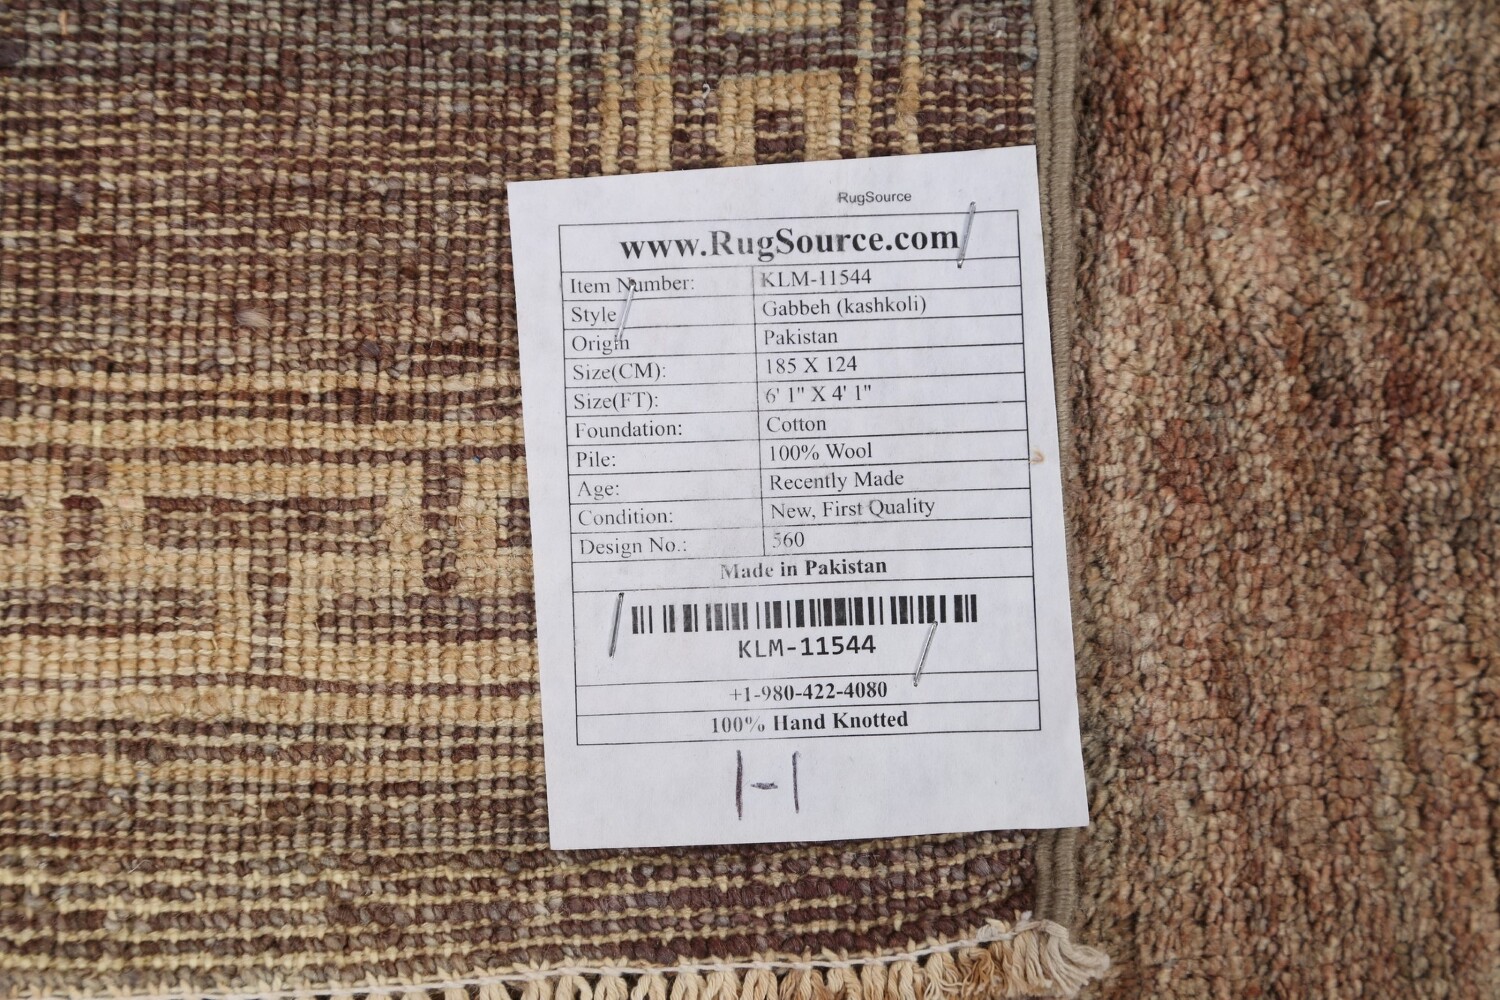 RugSource
www.RugSource.com
Item Number: KLM-11544
Style Gabbeh (kashkoli)
Origin Pakistan
Size(CM): 185 X 124
Size(FT): 6' 1" X 4' 1"
Foundation: Cotton
Pile: 100% Wool
Age: Recently Made
Condition: New, First Quality
Design No.: 560
Made in Pakistan
KLM-11544
+1-980-422-4080
100% Hand Knotted
1-1